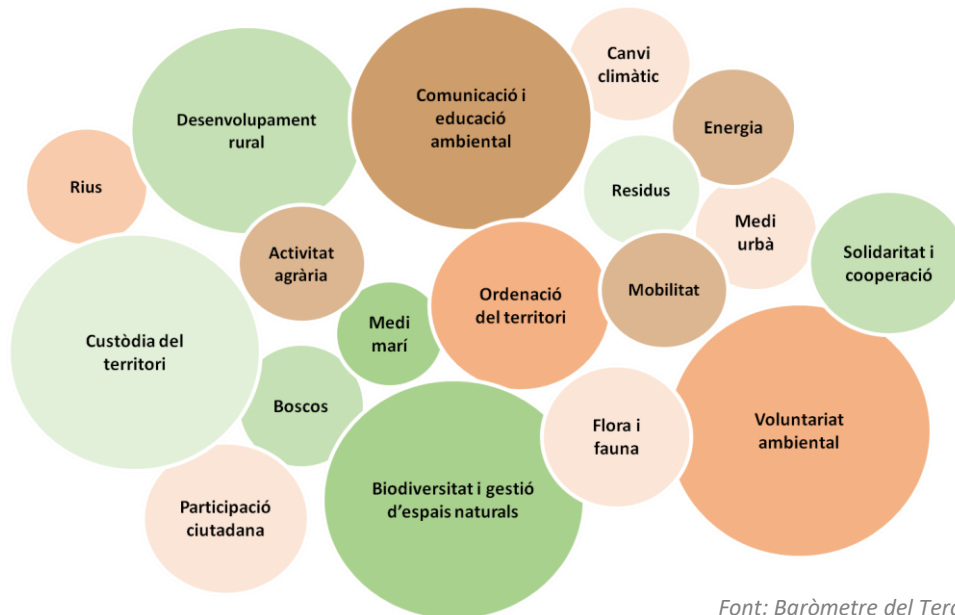 Canvi
climàtic
Comunicació i
educació
ambiental
Desenvolupament
rural
Energia
Rius
Residus
Medi
urbà
Activitat
agrària
Solidaritat i
cooperació
Ordenació
del territori
Mobilitat
Medi
marí
Custòdia del
territori
Boscos
Flora i
fauna
Voluntariat
ambiental
Biodiversitat i gestió
d'espais naturals
Participació
ciutadana
Font: Baròmetre del